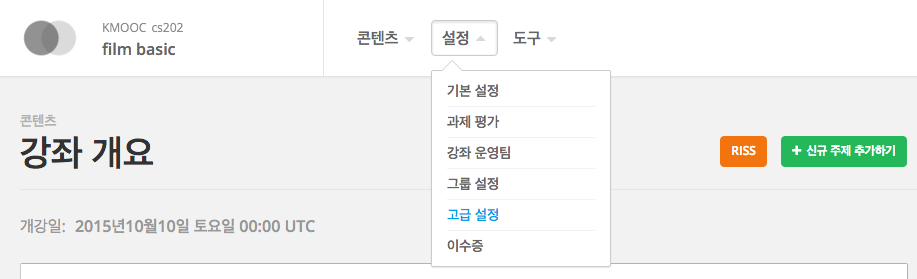 KMOOC cs202
film basic
콘텐츠
설정
도구
기본 설정
과제 평가
강좌 운영팀
그룹 설정
고급 설정
이수증
콘텐츠
강좌 개요
RISS
+ 신규 주제 추가하기
개강일: 2015년10월10일 토요일 00:00 UTC